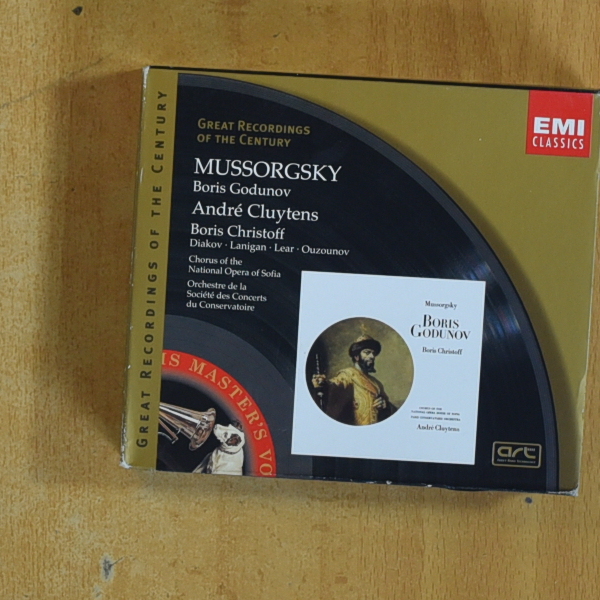 GREAT RECORDINGS OF THE CENTURY
GREAT RECORDINGS
OF THE CENTURY
EMI
CLASSICS
MUSSORGSKY
Boris Godunov
André Cluytens
Boris Christoff
Diakov · Lanigan · Lear · Ouzounov
Chorus of the
National Opera of Sofia
Orchestre de la
Société des Concerts
du Conservatoire
Mussorgsky
BORIS
GODUNOV
Boris Christoff
André Cluytens
IS MASTER'S VO
art